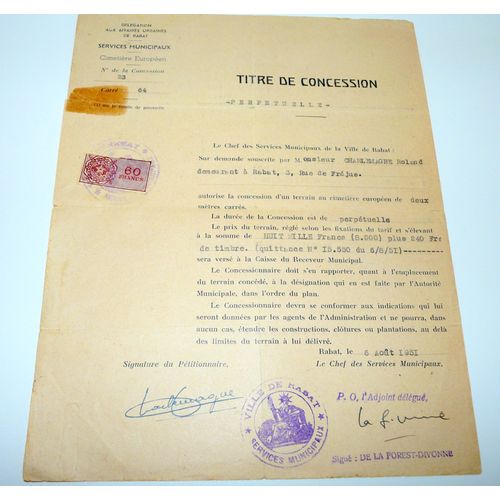 DÉLÉGATION
AUX AFFAIRES URBAINES
DE RABAT
SERVICES MUNICIPAUX
Cimetière Européen
N° de la Concession
23
Carré 64
TITRE DE CONCESSION
-PERPETUELLE-
Le Chef des Services Municipaux de la Ville de Rabat:
Sur demande souscrite par Monsieur CHARLEMAGNE Roland
demeurant à Rabat, 3, Rue de Fréjus.
60
FRANCS
autorise la concession d'un terrain au cimetière européen de deux
mètres carrés.
La durée de la Concession est de perpétuelle
Le prix du terrain, réglé selon les fixations du tarif et s'élevant
à la somme de HUIT MILLE Francs (8.000) plus 240 Frs
de timbre. (quittance N° 15.550 du 6/8/51)
sera versé à la Caisse du Receveur Municipal.
Le Concessionnaire doit s'en rapporter, quant à l'emplacement
du terrain concédé, à la désignation qui en est faite par l'Autorité
Municipale, dans l'ordre du plan.
Le Concessionnaire devra se conformer aux indications qui lui
seront données par les agents de l'Administration et ne pourra, dans
aucun cas, étendre les constructions, clôtures ou plantations, au delà
des limites du terrain à lui délivré.
Rabat, le 6 Août 1951
Signature du Pétitionnaire,
Le Chef des Services Municipaux,
P. O, l'Adjoint délégué,
VILLE DE RABAT
SERVICES MUNICIPAUX
Signé: DE LA FOREST-DIVONNE